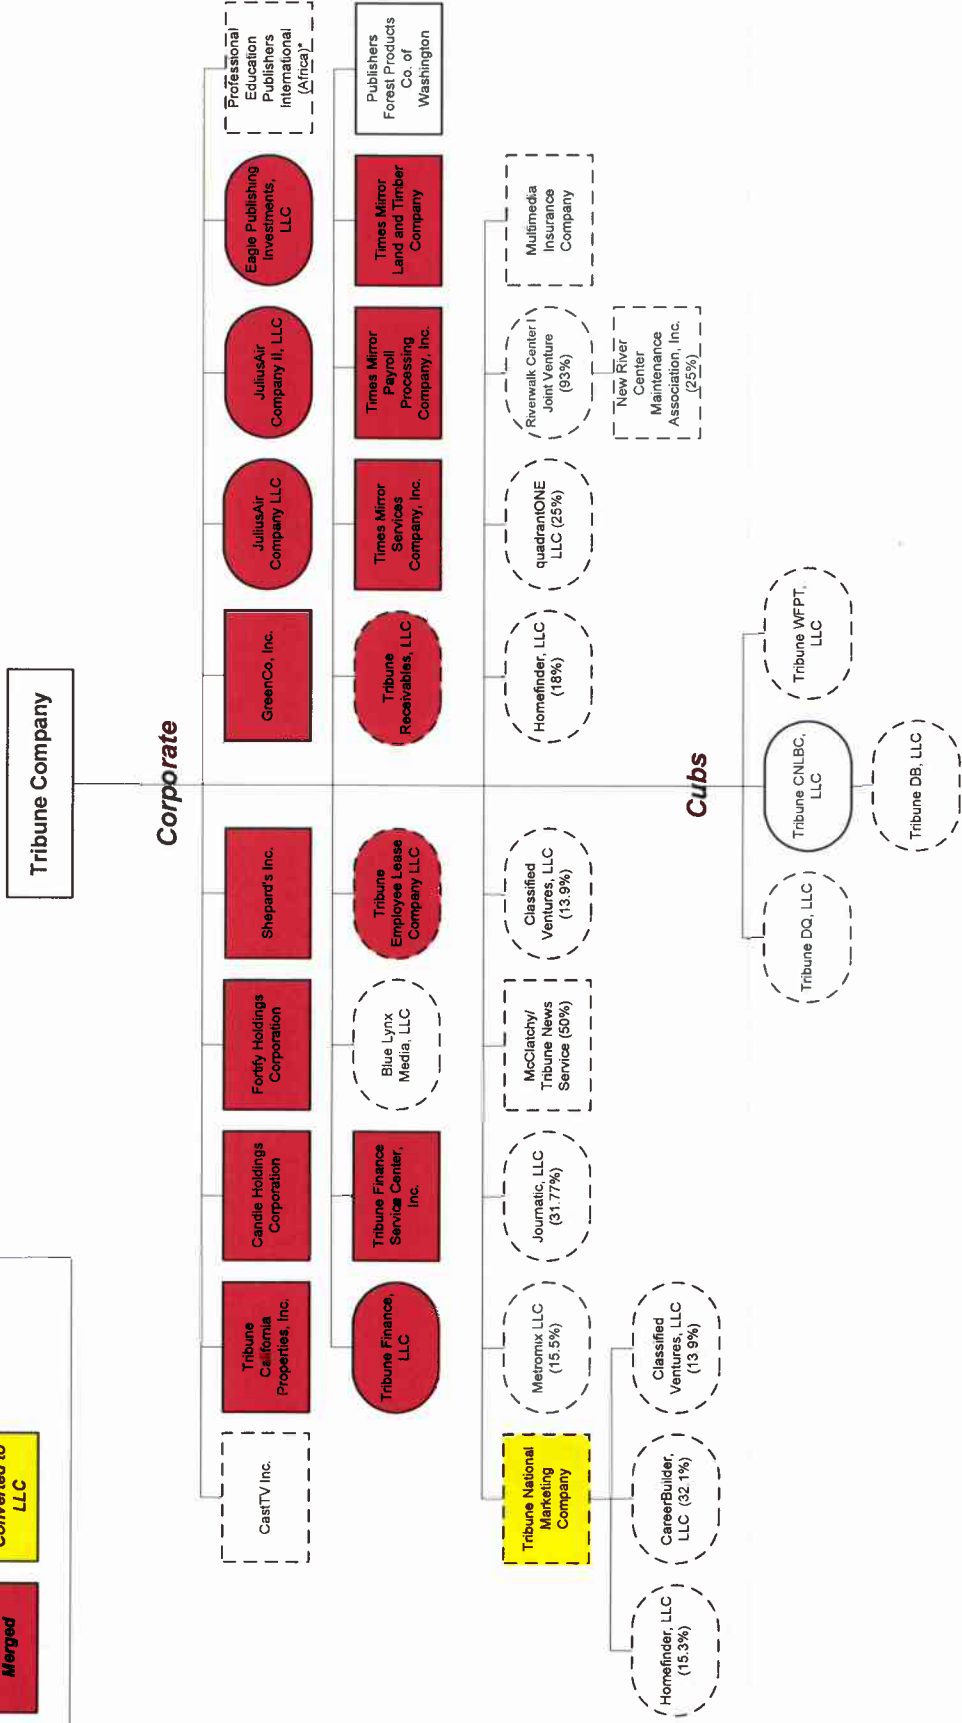 Tribune Company
Corporate
CastTV Inc.
Tribune
California
Properties, Inc.
Candle Holdings
Corporation
Fortify Holdings
Corporation
Shepard's Inc.
GreenCo, Inc.
JuliusAir
Company LLC
JuliusAir
Company II, LLC
Eagle Publishing
Investments,
LLC
Professional
Education
Publishers
International
(Africa)*
Tribune Finance,
LLC
Tribune Finance
Service Center,
Inc.
Blue Lynx
Media, LLC
Tribune
Employee Lease
Company LLC
Tribune
Receivables, LLC
Times Mirror
Services
Company, Inc.
Times Mirror
Payroll
Processing
Company, Inc.
Times Mirror
Land and Timber
Company
Publishers
Forest Products
Co. of
Washington
Tribune National
Marketing
Company
Metromix LLC
(15.5%)
Journatic, LLC
(31.77%)
McClatchy/
Tribune News
Service (50%)
Classified
Ventures, LLC
(13.9%)
Homefinder, LLC
(18%)
quadrantONE
LLC (25%)
Riverwalk Center I
Joint Venture
(93%)
Multimedia
Insurance
Company
Homefinder, LLC
(15.3%)
CareerBuilder,
LLC (32.1%)
Classified
Ventures, LLC
(13 9%)
New River
Center
Maintenance
Association, Inc.
(25%)
Cubs
Tribune DQ, LLC
Tribune CNLBC,
LLC
Tribune WFPT,
LLC
Tribune DB, LLC
Merged
Converted to
LLC